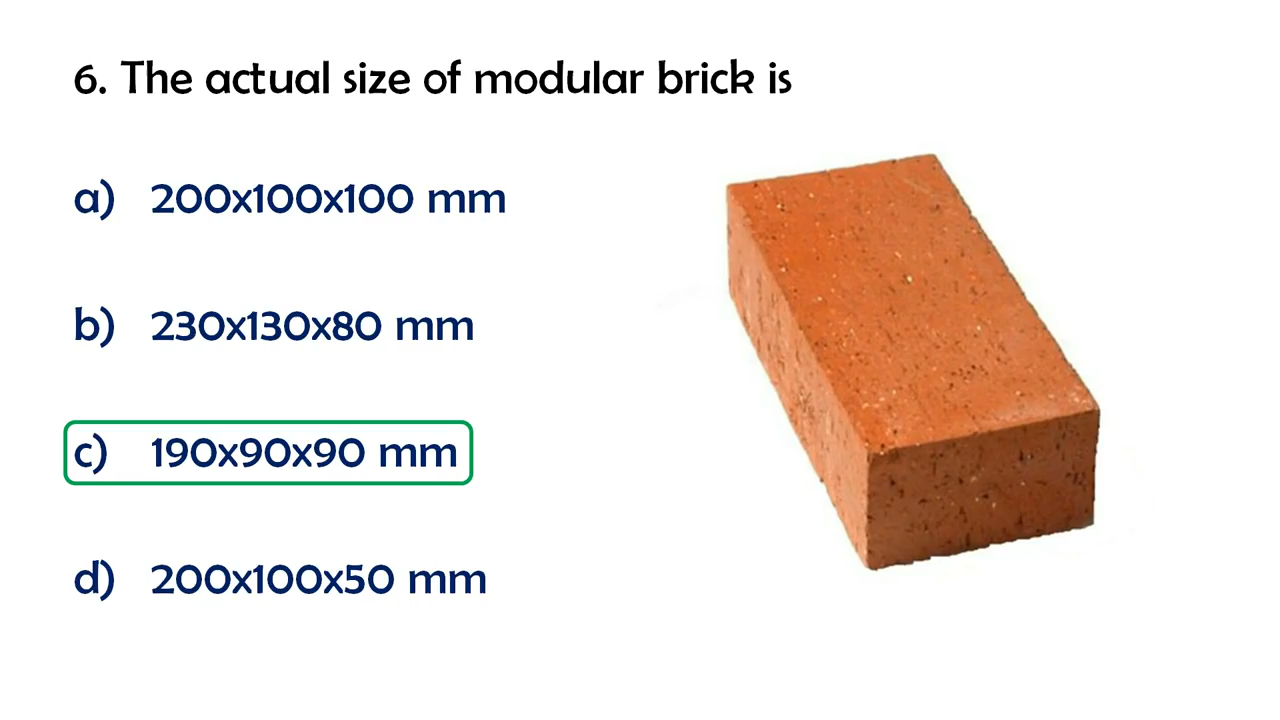 6. The actual size of modular brick is
a) 200x100x100 mm
b) 230x130x80 mm
c) 190x90x90 mm
d) 200x100x50 mm